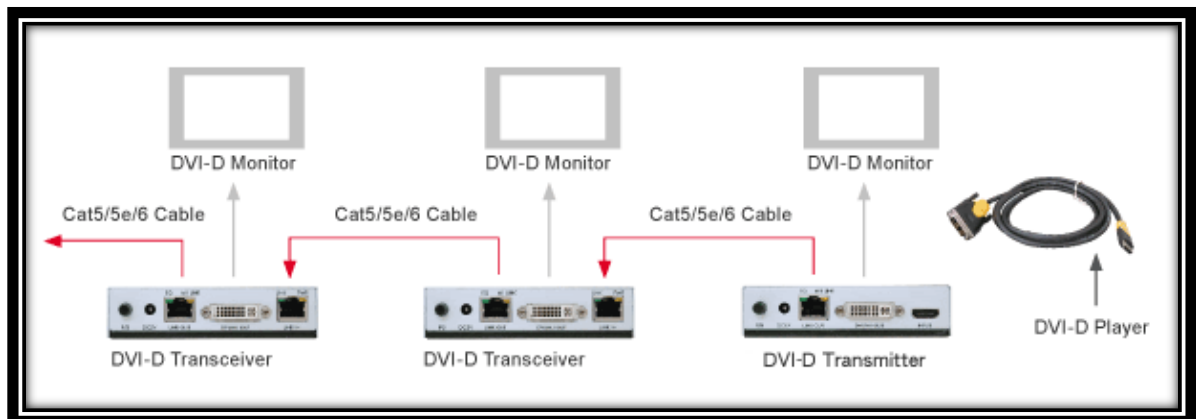 DVI-D Monitor
DVI-D Monitor
DVI-D Monitor
Cat5/5e/6 Cable
Cat5/5e/6 Cable
Cat5/5e/6 Cable
DVI-D Player
DVI-D Transceiver
DVI-D Transceiver
DVI-D Transmitter